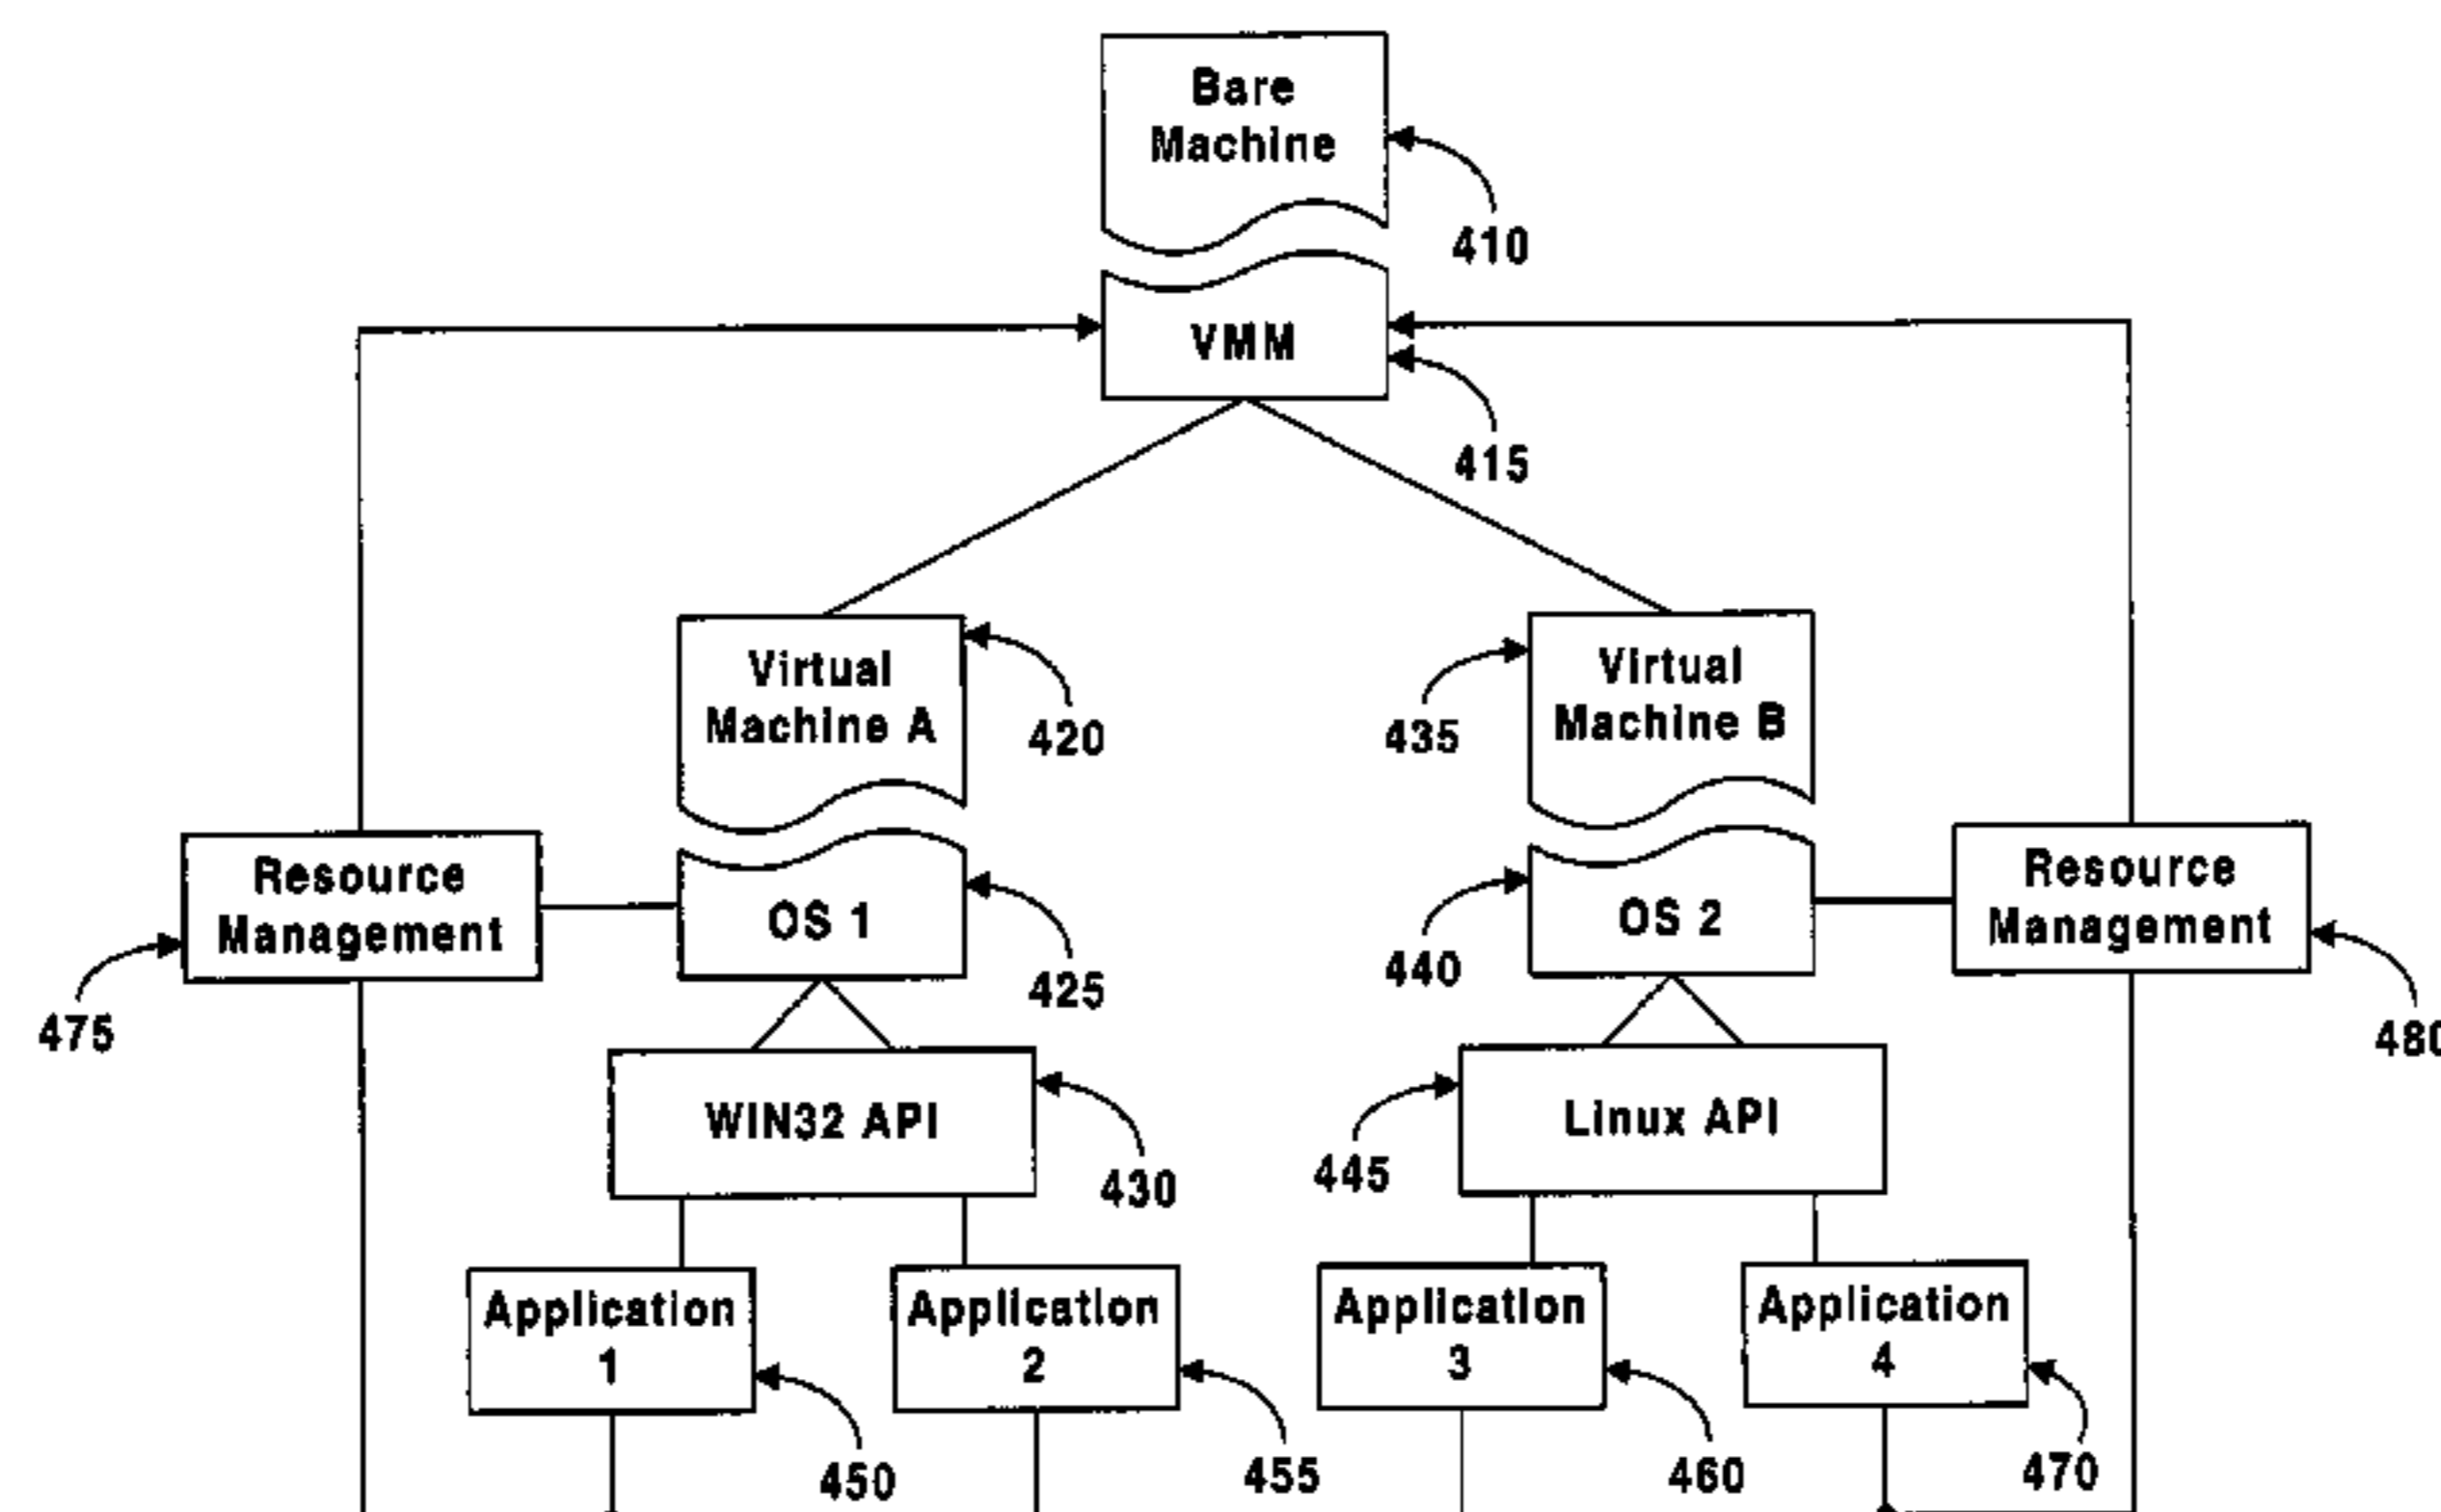 Bare
Machine
410
VMM
415
Virtual
Machine A
420
435
Virtual
Machine B
Resource
Management
OS 1
425
440
OS 2
Resource
Management
475
480
WIN32 API
430
445
Linux API
Application
1
Application
2
Application
3
Application
4
450
455
460
470